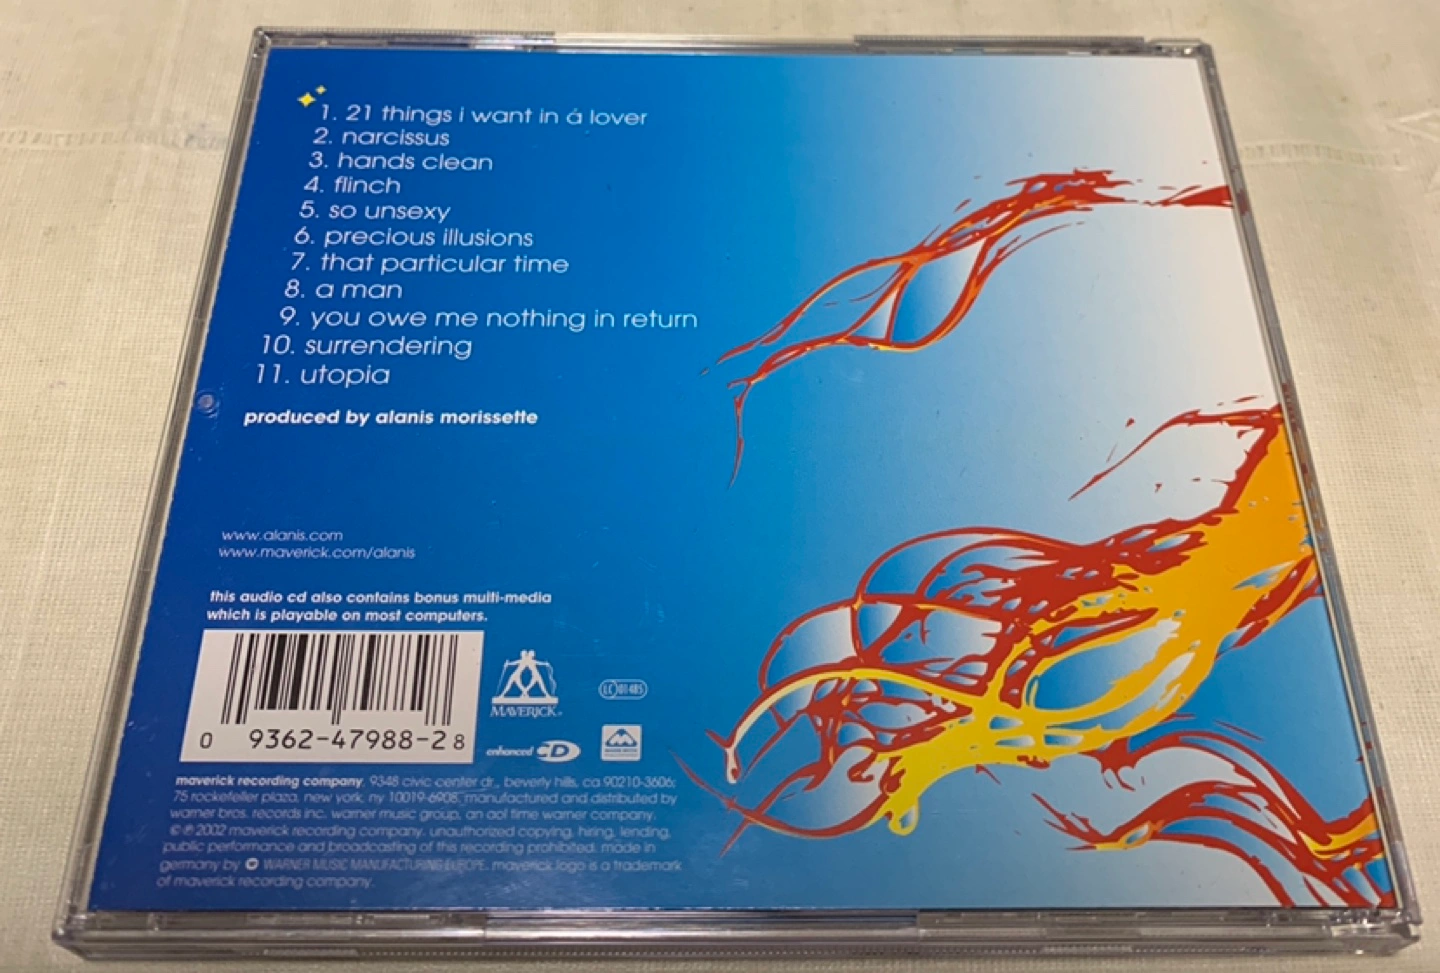 1. 21 things i want in á lover
2. narcissus
3. hands clean
4. flinch
5. so unsexy
6. precious illusions
7. that particular time
8. a man
9. you owe me nothing in return
10. surrendering
11. utopia
produced by alanis morissette
www.alanis.com
www.maverick.com/alanis
this audio cd also contains bonus multi-media
which is playable on most computers.
0 9362-47988-2 8
MAVERICK
LC 01485
enhanced CD
maverick recording company, 9348 civic center dr., beverly hills, ca 90210-3606;
75 rockefeller plaza, new york, ny 10019-6908, manufactured and distributed by
warner bros. records inc. warner music group, an aol time warner company.
© ℗ 2002 maverick recording company. unauthorized copying, hiring, lending,
public performance and broadcasting of this recording prohibited. made in
germany by WARNER MUSIC MANUFACTURING EUROPE. maverick logo is a trademark
of maverick recording company.